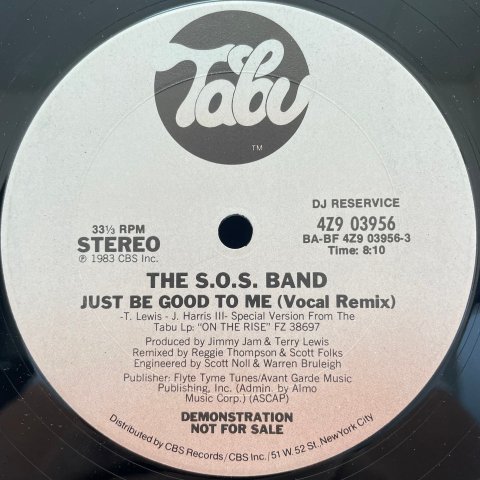 Tabu
TM
DJ RESERVICE
33⅓ RPM
STEREO
℗ 1983 CBS Inc.
4Z9 03956
BA-BF 4Z9 03956-3
Time: 8:10
THE S.O.S. BAND
JUST BE GOOD TO ME (Vocal Remix)
-T. Lewis - J. Harris III- Special Version From The
Tabu Lp: "ON THE RISE" FZ 38697
Produced by Jimmy Jam & Terry Lewis
Remixed by Reggie Thompson & Scott Folks
Engineered by Scott Noll & Warren Bruleigh
Publisher: Flyte Tyme Tunes/Avant Garde Music
Publishing, Inc. (Admin. by Almo
Music Corp.) (ASCAP)
DEMONSTRATION
NOT FOR SALE
Distributed by CBS Records/CBS Inc./51 W. 52 St., New York City